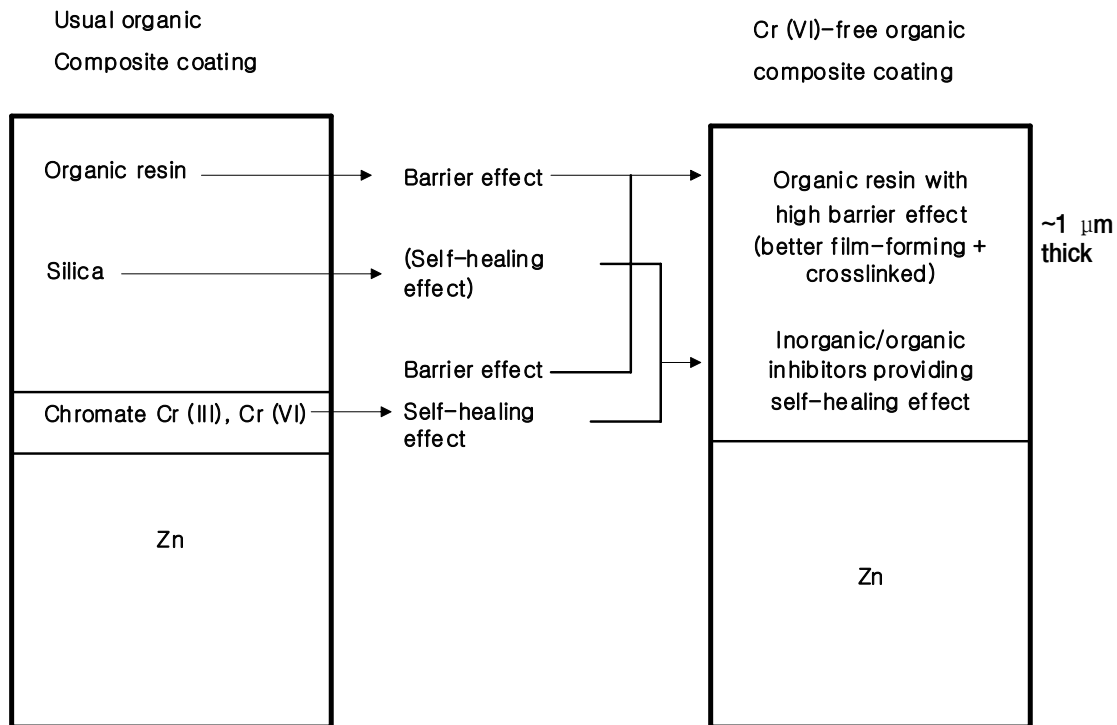 Usual organic
Composite coating
Cr (VI)-free organic
composite coating
Organic resin
Silica
Chromate Cr (III), Cr (VI)
Zn
Barrier effect
(Self-healing
effect)
Barrier effect
Self-healing
effect
Organic resin with
high barrier effect
(better film-forming +
crosslinked)
Inorganic/organic
inhibitors providing
self-healing effect
Zn
~1 μm
thick